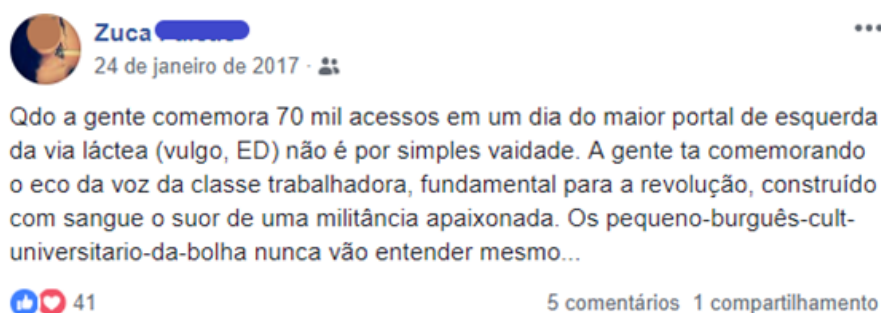 Zuca
24 de janeiro de 2017 ·
Qdo a gente comemora 70 mil acessos em um dia do maior portal de esquerda
da via láctea (vulgo, ED) não é por simples vaidade. A gente ta comemorando
o eco da voz da classe trabalhadora, fundamental para a revolução, construído
com sangue o suor de uma militância apaixonada. Os pequeno-burguês-cult-
universitario-da-bolha nunca vão entender mesmo...
41
5 comentários 1 compartilhamento